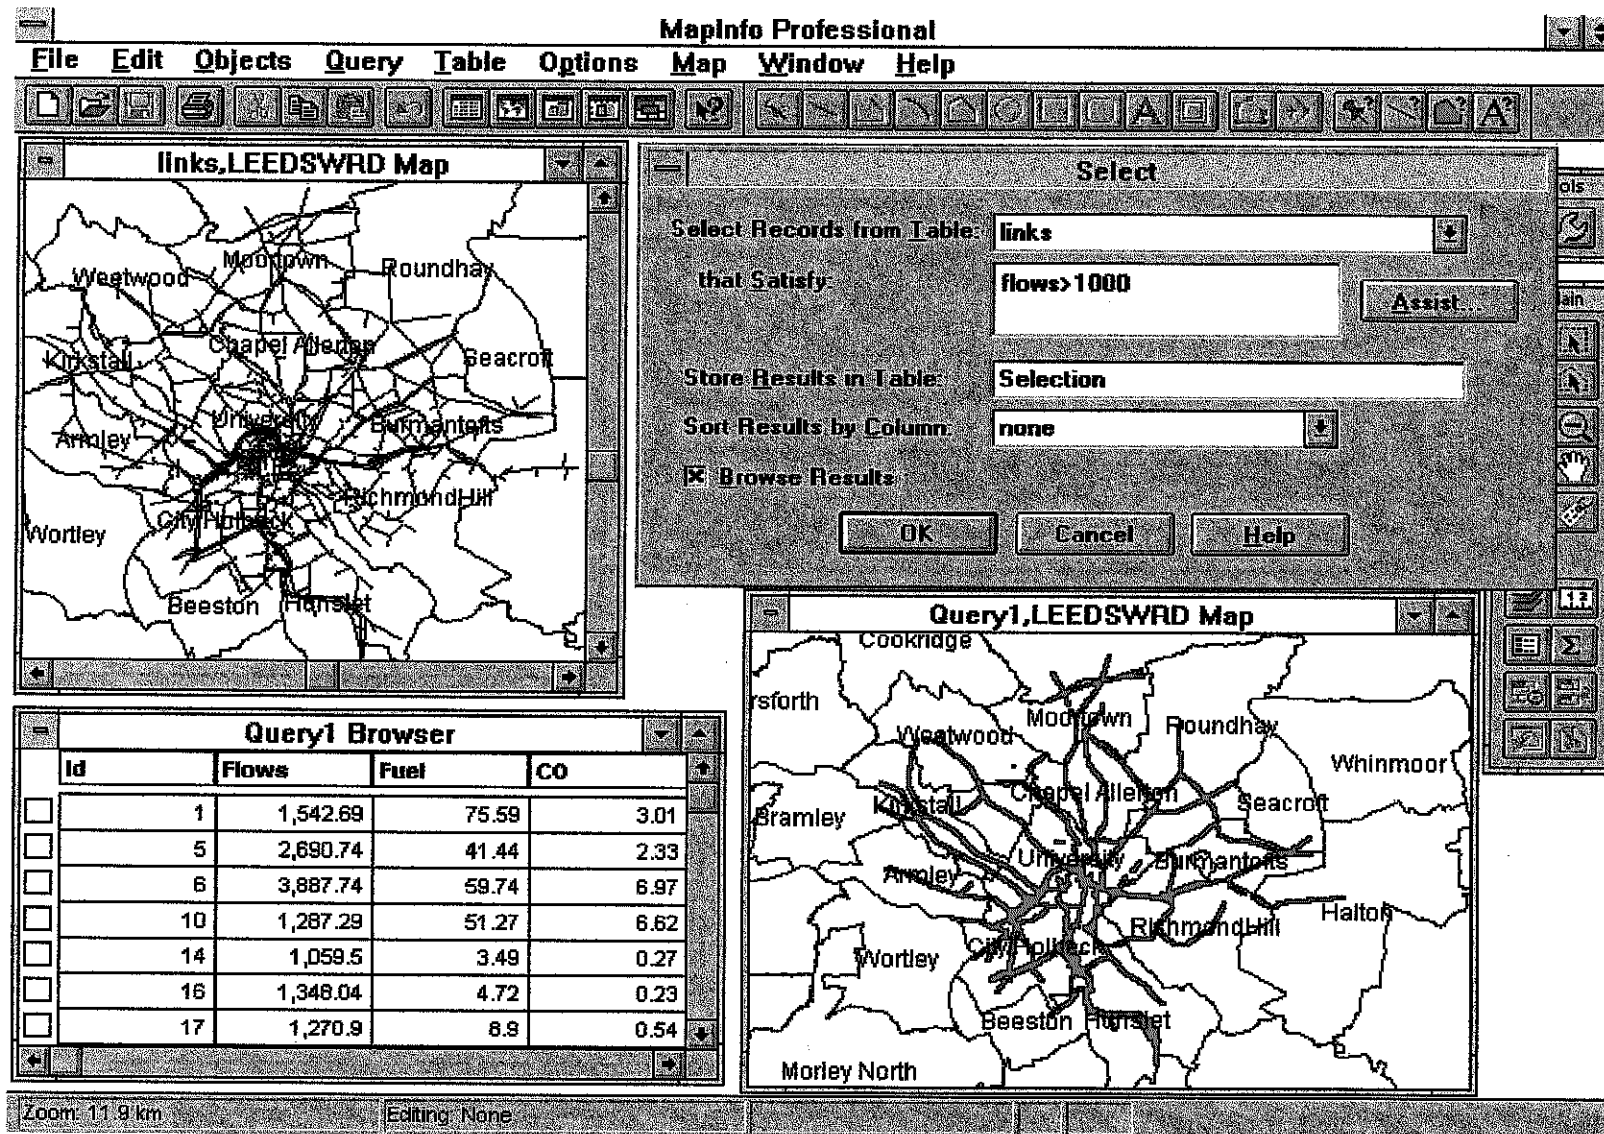 MapInfo Professional
File Edit Objects Query Table Options Map Window Help
links,LEEDSWRD Map
Moortown
Roundhay
Weetwood
Chapel Allerton
Kirkstall
Seacroft
University
Burmantofts
Armley
RichmondHill
City Holbeck
Wortley
Beeston
Hunslet
Select
Select Records from Table: links
that Satisfy: flows>1000
Assist...
Store Results in Table: Selection
Sort Results by Column: none
Browse Results
OK Cancel Help
ols
ain
Query1 Browser
Id Flows Fuel CO
1 1,542.69 75.59 3.01
5 2,690.74 41.44 2.33
6 3,887.74 59.74 6.97
10 1,287.29 51.27 6.62
14 1,059.5 3.49 0.27
16 1,348.04 4.72 0.23
17 1,270.9 8.9 0.54
Query1,LEEDSWRD Map
Cookridge
rsforth
Moortown
Roundhay
Weetwood
Whinmoor
Chapel Allerton
Kirkstall
Seacroft
Bramley
University
Burmantofts
Armley
Halton
RichmondHill
City Holbeck
Wortley
Beeston
Hunslet
Morley North
Zoom: 11.9 km
Editing: None